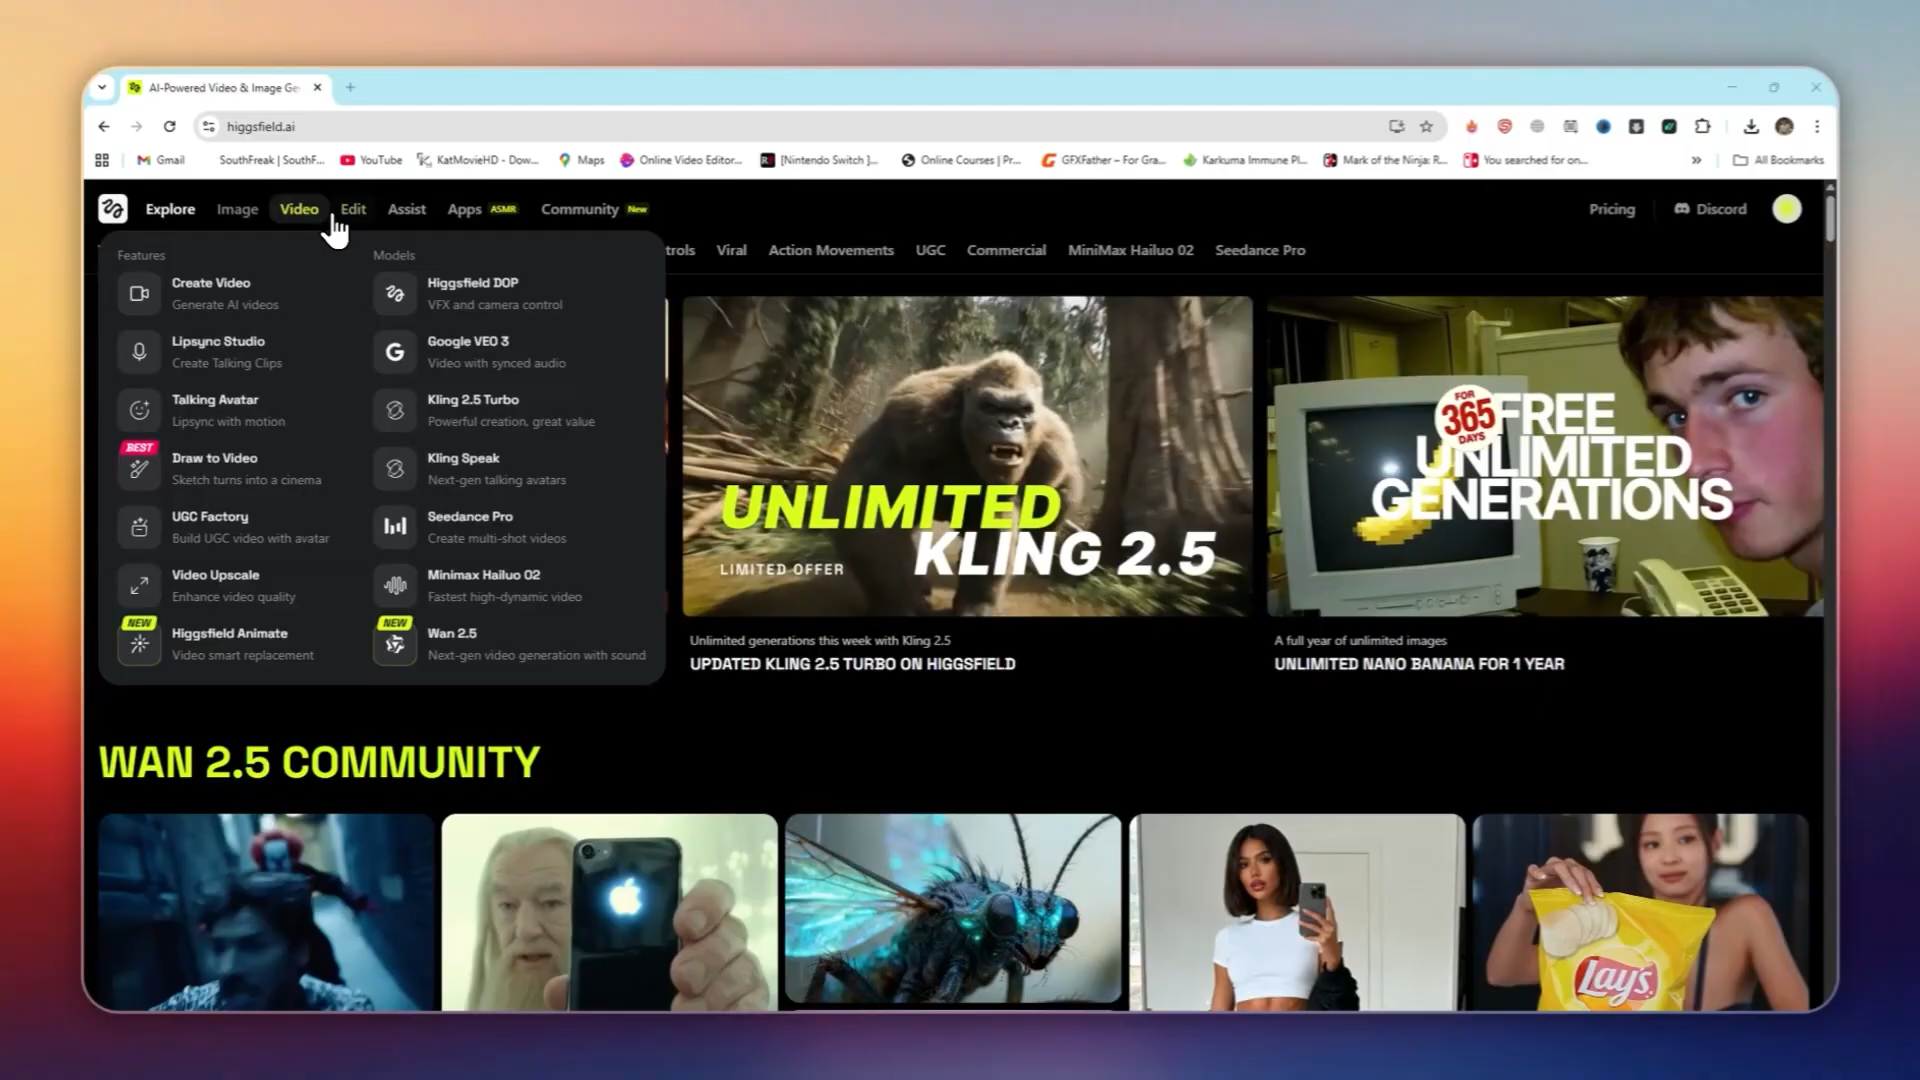 AI-Powered Video & Image Ge
higgsfield.ai
Gmail
SouthFreak | SouthF...
YouTube
KatMovieHD - Dow...
Maps
Online Video Editor...
[Nintendo Switch ]...
Online Courses | Pr...
GFXFather – For Gra...
Karkuma Immune Pl...
Mark of the Ninja: R...
You searched for on...
All Bookmarks
Explore
Image
Video
Edit
Assist
Apps ASMR
Community New
Pricing
Discord
trols
Viral
Action Movements
UGC
Commercial
MiniMax Hailuo 02
Seedance Pro
Features
Create Video
Generate AI videos
Lipsync Studio
Create Talking Clips
Talking Avatar
Lipsync with motion
BEST
Draw to Video
Sketch turns into a cinema
UGC Factory
Build UGC video with avatar
Video Upscale
Enhance video quality
NEW
Higgsfield Animate
Video smart replacement
Models
Higgsfield DOP
VFX and camera control
Google VEO 3
Video with synced audio
Kling 2.5 Turbo
Powerful creation, great value
Kling Speak
Next-gen talking avatars
Seedance Pro
Create multi-shot videos
Minimax Hailuo 02
Fastest high-dynamic video
NEW
Wan 2.5
Next-gen video generation with sound
UNLIMITED
KLING 2.5
LIMITED OFFER
Unlimited generations this week with Kling 2.5
UPDATED KLING 2.5 TURBO ON HIGGSFIELD
FOR
365
DAYS
FREE
UNLIMITED
GENERATIONS
A full year of unlimited images
UNLIMITED NANO BANANA FOR 1 YEAR
WAN 2.5 COMMUNITY
Lay's